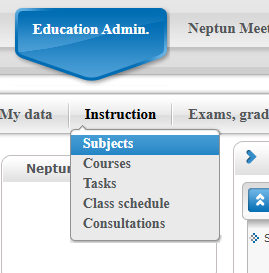 Education Admin. Neptun Meet
My data Instruction Exams, grad
Subjects
Neptun
Courses
Tasks
Class schedule
Consultations
S